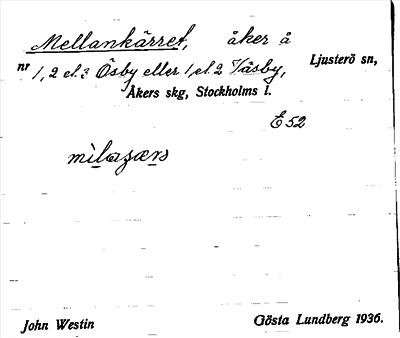 Mellankärret, åker å
nr 1, 2 el. 3 Ösby eller 1, el. 2 Väsby, Ljusterö sn,
Åkers skg, Stockholms l.
E 52
John Westin Gösta Lundberg 1936.